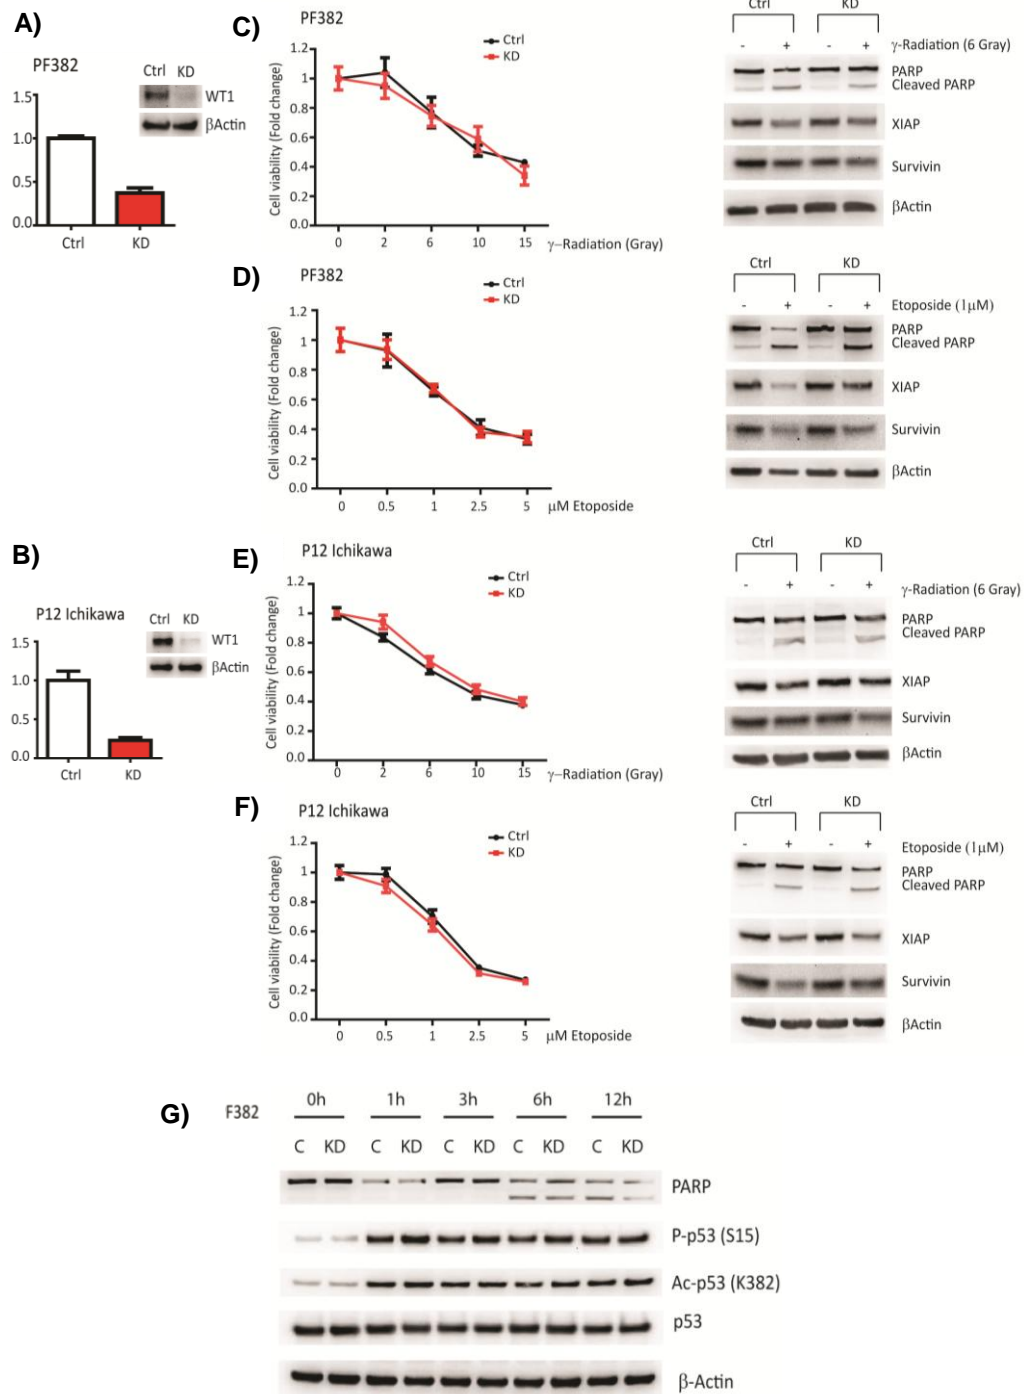 A)
PF382
Ctrl KD
WT1
βActin
1.5
1.0
0.5
0.0
Ctrl KD
C)
PF382
Ctrl
KD
Cell viability (Fold change)
1.2
1
0.8
0.6
0.4
0.2
0.0
0 2 6 10 15 γ–Radiation (Gray)
Ctrl KD
- + - + γ-Radiation (6 Gray)
PARP
Cleaved PARP
XIAP
Survivin
βActin
D)
PF382
Ctrl
KD
Cell viability (Fold change)
1.2
1.0
0.8
0.6
0.4
0.2
0.0
0 0.5 1 2.5 5 μM Etoposide
Ctrl KD
- + - + Etoposide (1μM)
PARP
Cleaved PARP
XIAP
Survivin
βActin
B)
P12 Ichikawa
Ctrl KD
WT1
βActin
1.5
1.0
0.5
0.0
Ctrl KD
E)
P12 Ichikawa
Ctrl
KD
Cell viability (Fold change)
1.2
1
0.8
0.6
0.4
0.2
0.0
0 2 6 10 15 γ–Radiation (Gray)
Ctrl KD
- + - + γ-Radiation (6 Gray)
PARP
Cleaved PARP
XIAP
Survivin
βActin
F)
P12 Ichikawa
Ctrl
KD
Cell viability (Fold change)
1.2
1.0
0.8
0.6
0.4
0.2
0.0
0 0.5 1 2.5 5 μM Etoposide
Ctrl KD
- + - + Etoposide (1μM)
PARP
Cleaved PARP
XIAP
Survivin
βActin
G)
F382
0h 1h 3h 6h 12h
C KD C KD C KD C KD C KD
PARP
P-p53 (S15)
Ac-p53 (K382)
p53
β-Actin